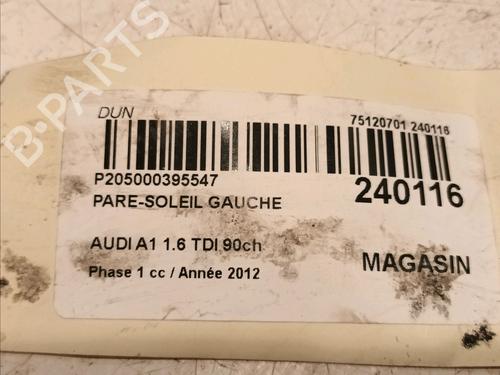 B-PARTS
DUN
75120701 240116
P205000395547
240116
PARE-SOLEIL GAUCHE
AUDI A1 1.6 TDI 90ch
MAGASIN
Phase 1 cc / Année 2012